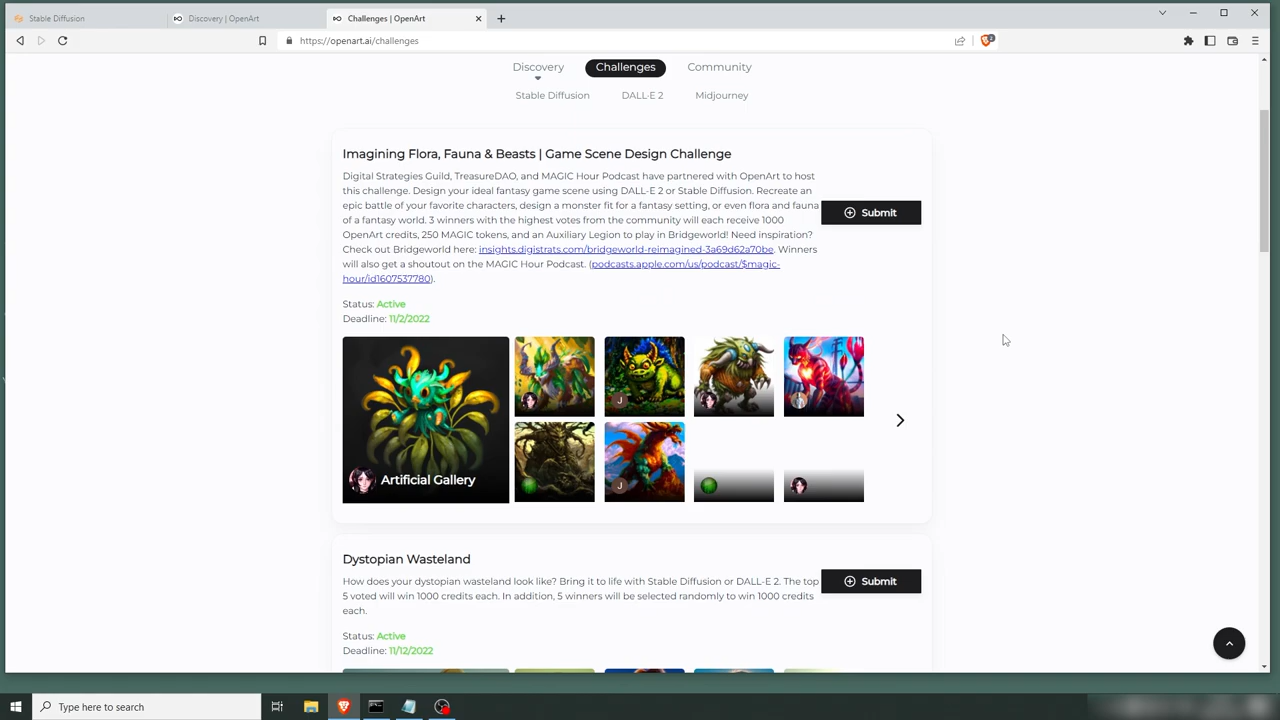 Stable Diffusion
Discovery | OpenArt
Challenges | OpenArt
https://openart.ai/challenges
2
Discovery
Challenges
Community
Stable Diffusion
DALL·E 2
Midjourney
Imagining Flora, Fauna & Beasts | Game Scene Design Challenge
Digital Strategies Guild, TreasureDAO, and MAGIC Hour Podcast have partnered with OpenArt to host
this challenge. Design your ideal fantasy game scene using DALL-E 2 or Stable Diffusion. Recreate an
epic battle of your favorite characters, design a monster fit for a fantasy setting, or even flora and fauna
of a fantasy world. 3 winners with the highest votes from the community will each receive 1000
OpenArt credits, 250 MAGIC tokens, and an Auxiliary Legion to play in Bridgeworld! Need inspiration?
Check out Bridgeworld here: insights.digistrats.com/bridgeworld-reimagined-3a69d62a70be. Winners
will also get a shoutout on the MAGIC Hour Podcast. (podcasts.apple.com/us/podcast/$magic-
hour/id1607537780).
Submit
Status: Active
Deadline: 11/2/2022
J
Artificial Gallery
J
Dystopian Wasteland
How does your dystopian wasteland look like? Bring it to life with Stable Diffusion or DALL-E 2. The top
5 voted will win 1000 credits each. In addition, 5 winners will be selected randomly to win 1000 credits
each.
Submit
Status: Active
Deadline: 11/12/2022
Type here to search